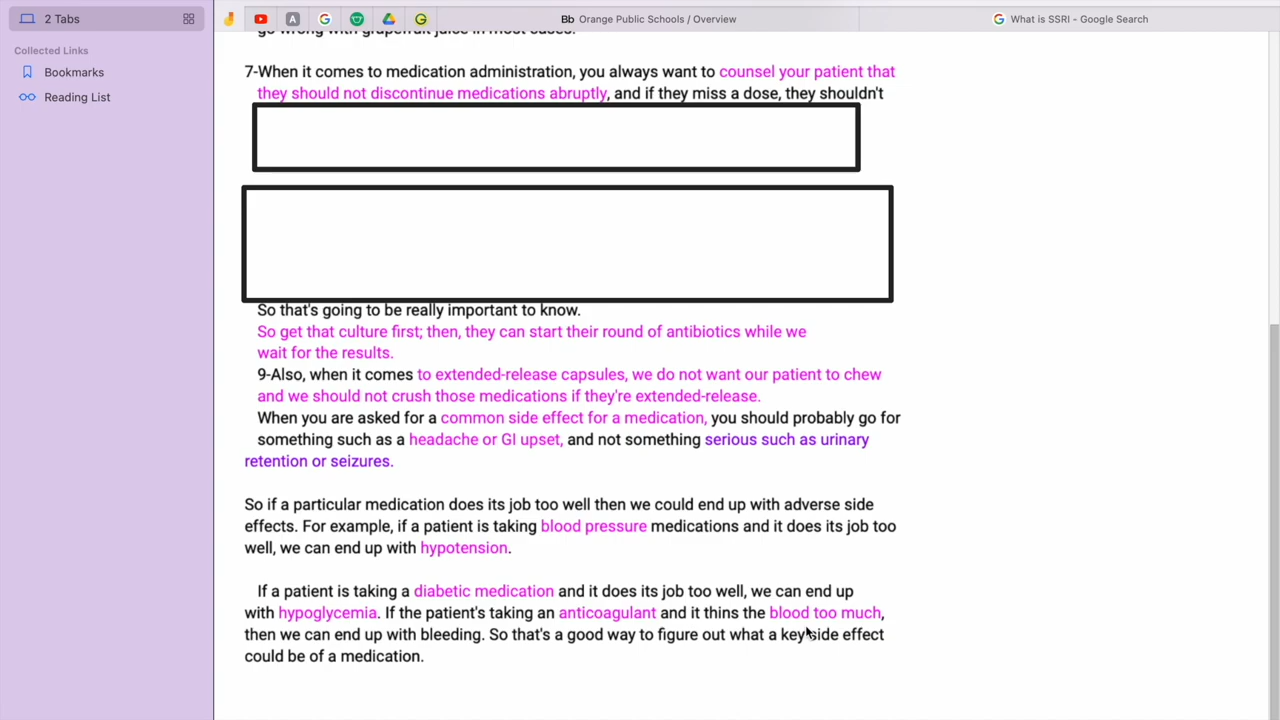 2 Tabs
Bb Orange Public Schools / Overview
What is SSRI - Google Search
Collected Links
Bookmarks
Reading List
go wrong with grapefruit juice in most cases.
7-When it comes to medication administration, you always want to counsel your patient that
they should not discontinue medications abruptly, and if they miss a dose, they shouldn't
So that's going to be really important to know.
So get that culture first; then, they can start their round of antibiotics while we
wait for the results.
9-Also, when it comes to extended-release capsules, we do not want our patient to chew
and we should not crush those medications if they're extended-release.
When you are asked for a common side effect for a medication, you should probably go for
something such as a headache or GI upset, and not something serious such as urinary
retention or seizures.
So if a particular medication does its job too well then we could end up with adverse side
effects. For example, if a patient is taking blood pressure medications and it does its job too
well, we can end up with hypotension.
If a patient is taking a diabetic medication and it does its job too well, we can end up
with hypoglycemia. If the patient's taking an anticoagulant and it thins the blood too much,
then we can end up with bleeding. So that's a good way to figure out what a key side effect
could be of a medication.